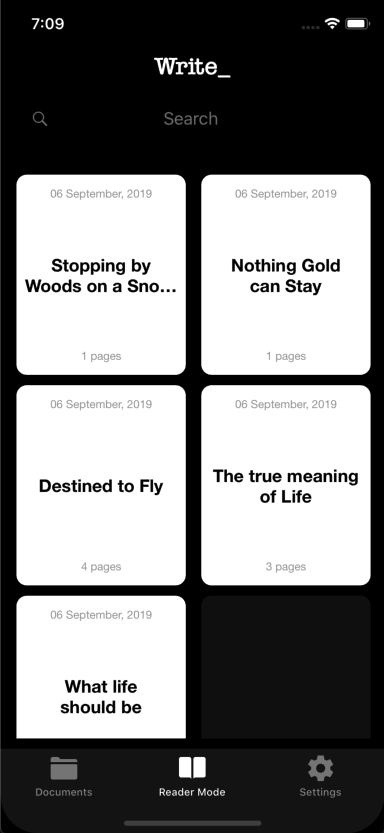 7:09
Write_
Search
06 September, 2019
Stopping by
Woods on a Sno...
1 pages
06 September, 2019
Nothing Gold
can Stay
1 pages
06 September, 2019
Destined to Fly
4 pages
06 September, 2019
The true meaning
of Life
3 pages
06 September, 2019
What life
should be
Documents
Reader Mode
Settings